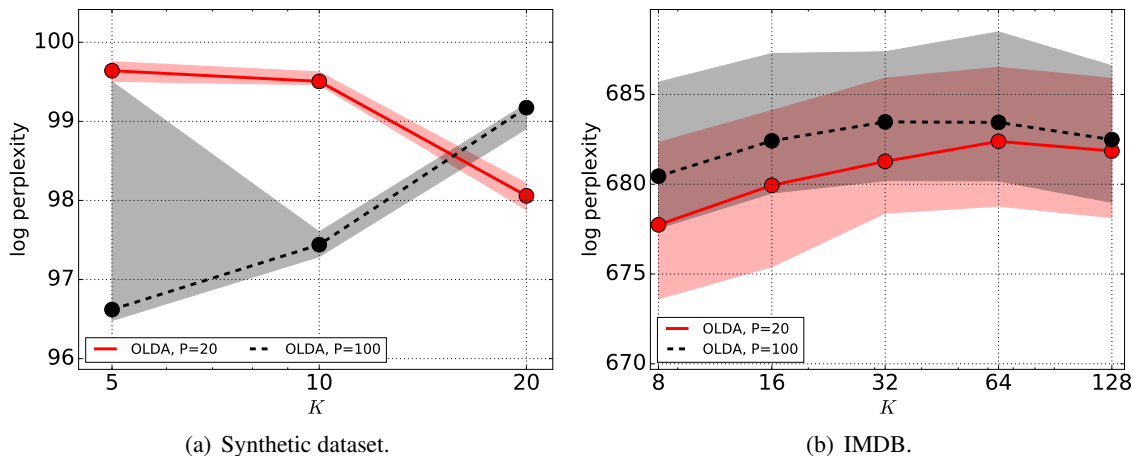 100
99
98
97
96
log perplexity
OLDA, P=20 OLDA, P=100
5 10 20
K
(a) Synthetic dataset.
685
680
675
670
log perplexity
OLDA, P=20
OLDA, P=100
8 16 32 64 128
K
(b) IMDB.